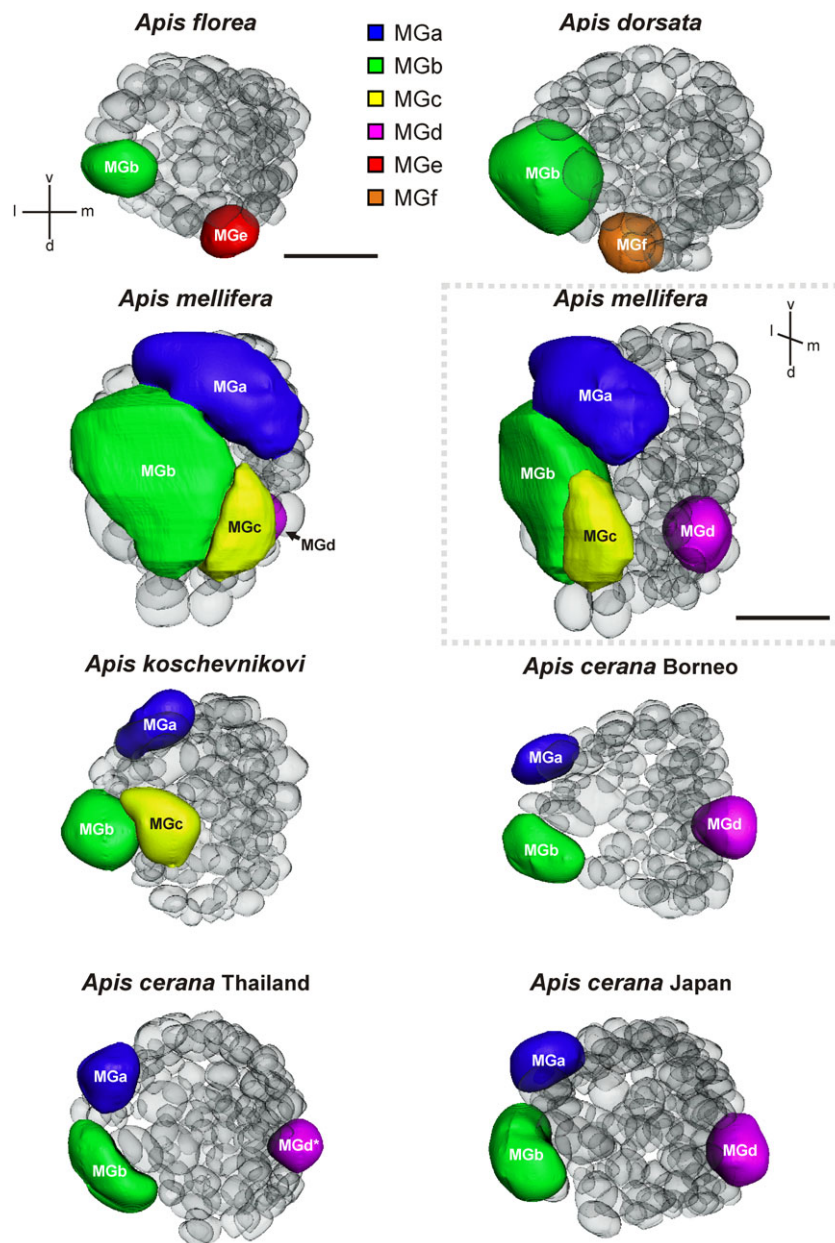 Apis florea
MGa
MGb
MGc
MGd
MGe
MGf
Apis dorsata
MGb
MGe
v
l m
d
MGb
MGf
Apis mellifera
MGa
MGb
MGc
MGd
Apis mellifera
v
l m
d
MGa
MGb
MGc
MGd
Apis koschevnikovi
MGa
MGb
MGc
Apis cerana Borneo
MGa
MGb
MGd
Apis cerana Thailand
MGa
MGb
MGd*
Apis cerana Japan
MGa
MGb
MGd